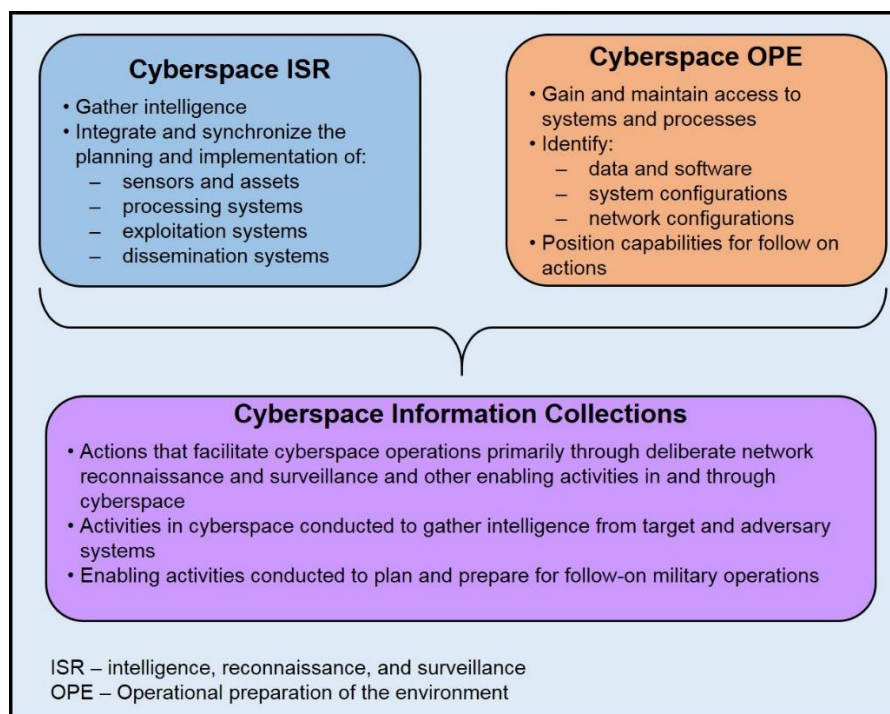 Cyberspace ISR
• Gather intelligence
• Integrate and synchronize the
planning and implementation of:
– sensors and assets
– processing systems
– exploitation systems
– dissemination systems
Cyberspace OPE
• Gain and maintain access to
systems and processes
• Identify:
– data and software
– system configurations
– network configurations
• Position capabilities for follow on
actions
Cyberspace Information Collections
• Actions that facilitate cyberspace operations primarily through deliberate network
reconnaissance and surveillance and other enabling activities in and through
cyberspace
• Activities in cyberspace conducted to gather intelligence from target and adversary
systems
• Enabling activities conducted to plan and prepare for follow-on military operations
ISR – intelligence, reconnaissance, and surveillance
OPE – Operational preparation of the environment